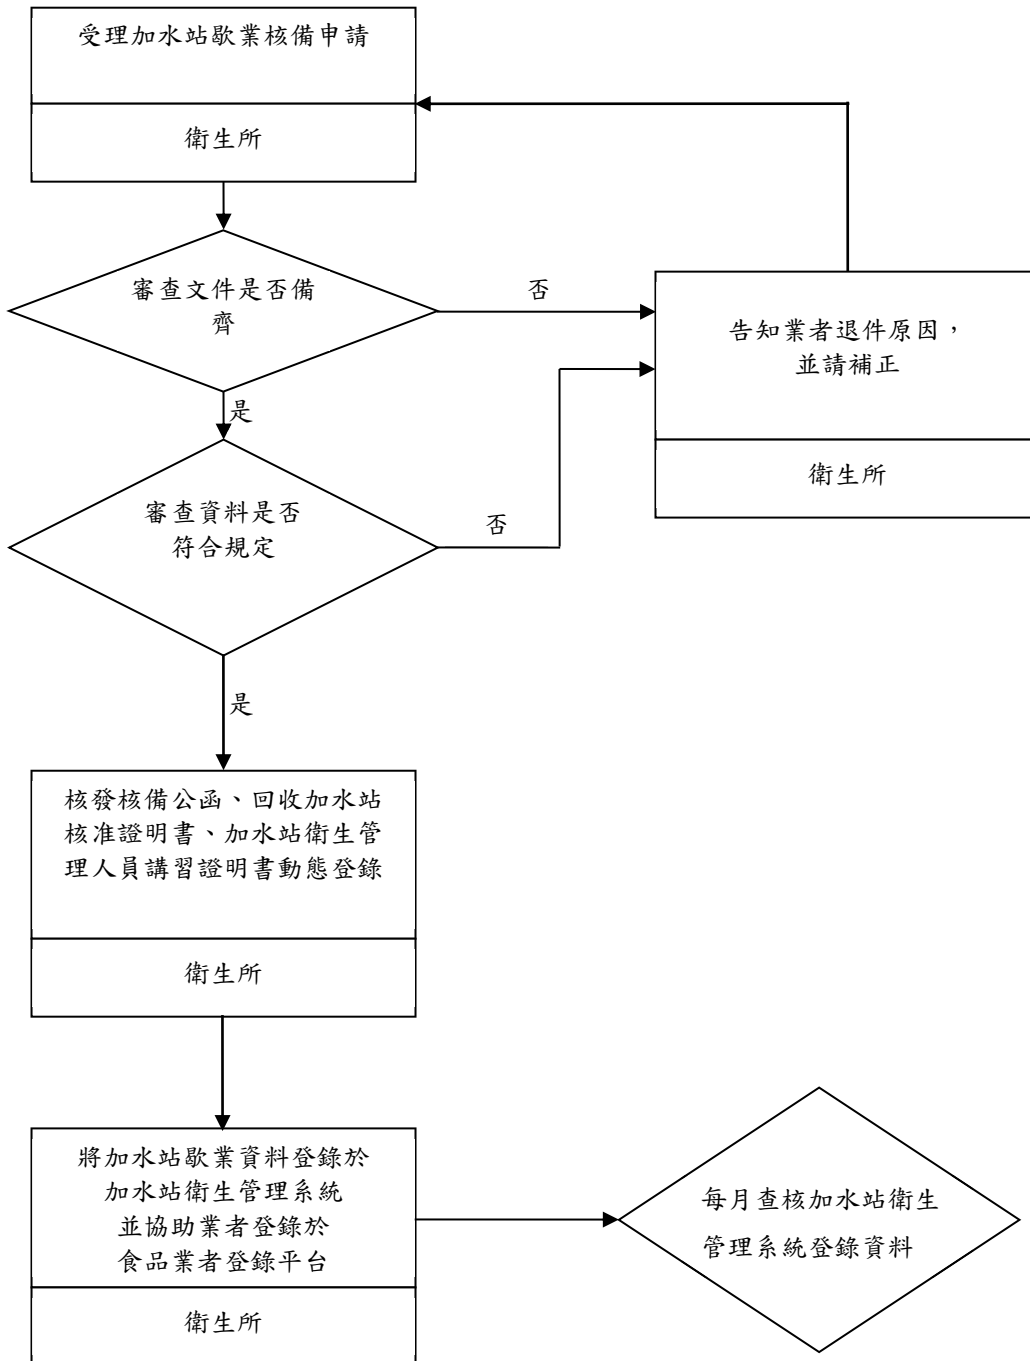 受理加水站歇業核備申請
衛生所
審查文件是否備
齊
否
告知業者退件原因，
並請補正
衛生所
是
審查資料是否
符合規定
否
是
核發核備公函、回收加水站
核准證明書、加水站衛生管
理人員講習證明書動態登錄
衛生所
將加水站歇業資料登錄於
加水站衛生管理系統
並協助業者登錄於
食品業者登錄平台
衛生所
每月查核加水站衛生
管理系統登錄資料